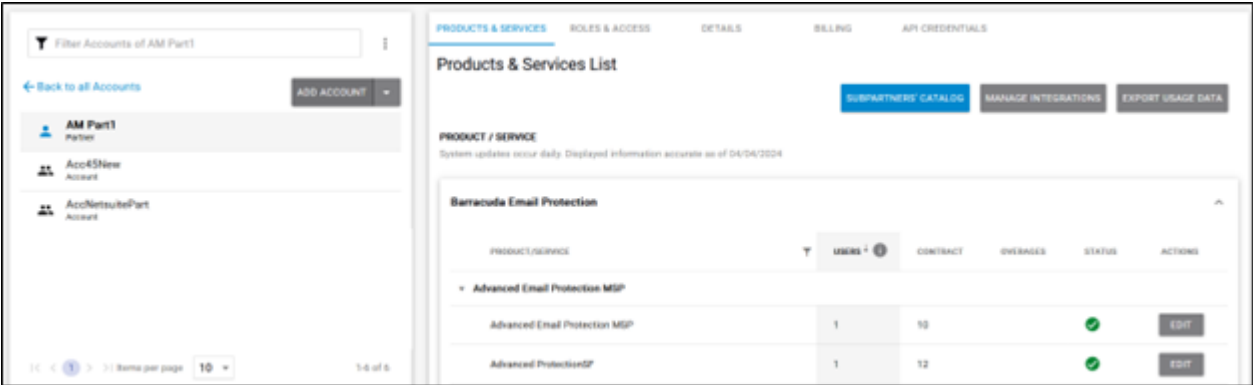 Filter Accounts of AM Part1
Back to all Accounts
ADD ACCOUNT
AM Part1
Partner
Acc45New
Account
AccNetsuitePart
Account
1
Items per page
10
1-6 of 6
PRODUCTS & SERVICES ROLES & ACCESS DETAILS BILLING API CREDENTIALS
Products & Services List
SUBPARTNERS' CATALOG MANAGE INTEGRATIONS EXPORT USAGE DATA
PRODUCT / SERVICE
System updates occur daily. Displayed information accurate as of 04/04/2024
Barracuda Email Protection
PRODUCT/SERVICE USERS CONTRACT OVERAGES STATUS ACTIONS
Advanced Email Protection MSP
Advanced Email Protection MSP 1 10 EDIT
Advanced ProtectionSP 1 12 EDIT